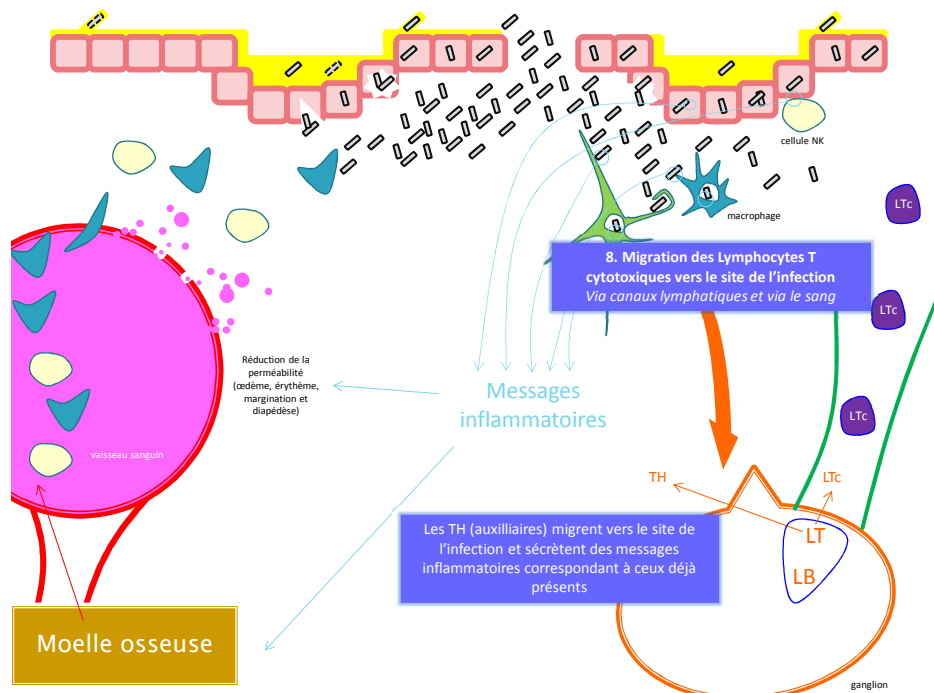 cellule NK
macrophage
LTc
8. Migration des Lymphocytes T
cytotoxiques vers le site de l’infection
Via canaux lymphatiques et via le sang
LTc
Réduction de la
perméabilité
(œdème, érythème,
margination et
diapédèse)
Messages
inflammatoires
LTc
vaisseau sanguin
TH
LTc
Les TH (auxilliaires) migrent vers le site de
l’infection et sécrètent des messages
inflammatoires correspondant à ceux déjà
présents
LT
LB
Moelle osseuse
ganglion